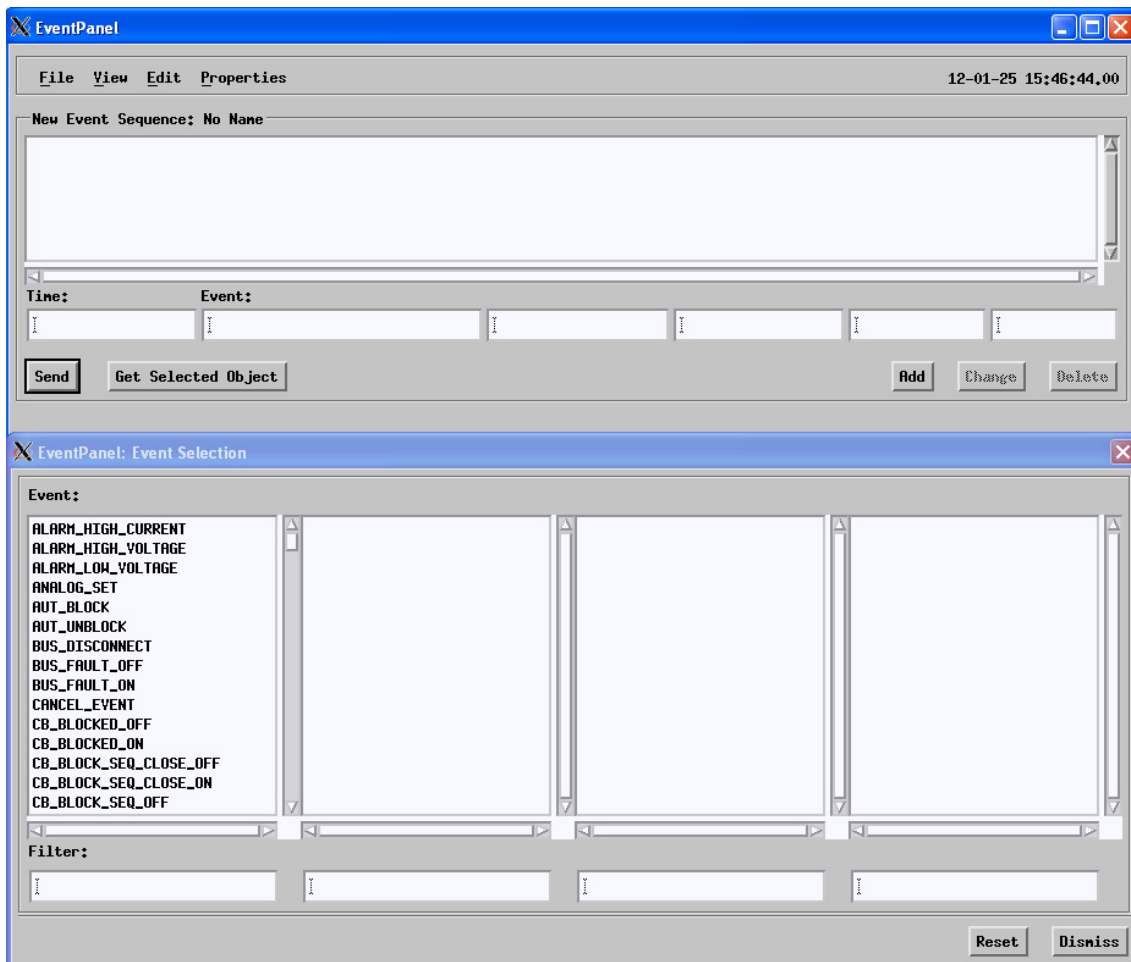 EventPanel
File View Edit Properties 12-01-25 15:46:44.00
New Event Sequence: No Name
Time: Event:
Send Get Selected Object Add Change Delete
EventPanel: Event Selection
Event:
ALARM_HIGH_CURRENT
ALARM_HIGH_VOLTAGE
ALARM_LOW_VOLTAGE
ANALOG_SET
AUT_BLOCK
AUT_UNBLOCK
BUS_DISCONNECT
BUS_FAULT_OFF
BUS_FAULT_ON
CANCEL_EVENT
CB_BLOCKED_OFF
CB_BLOCKED_ON
CB_BLOCK_SEQ_CLOSE_OFF
CB_BLOCK_SEQ_CLOSE_ON
CB_BLOCK_SEQ_OFF
Filter:
Reset Dismiss